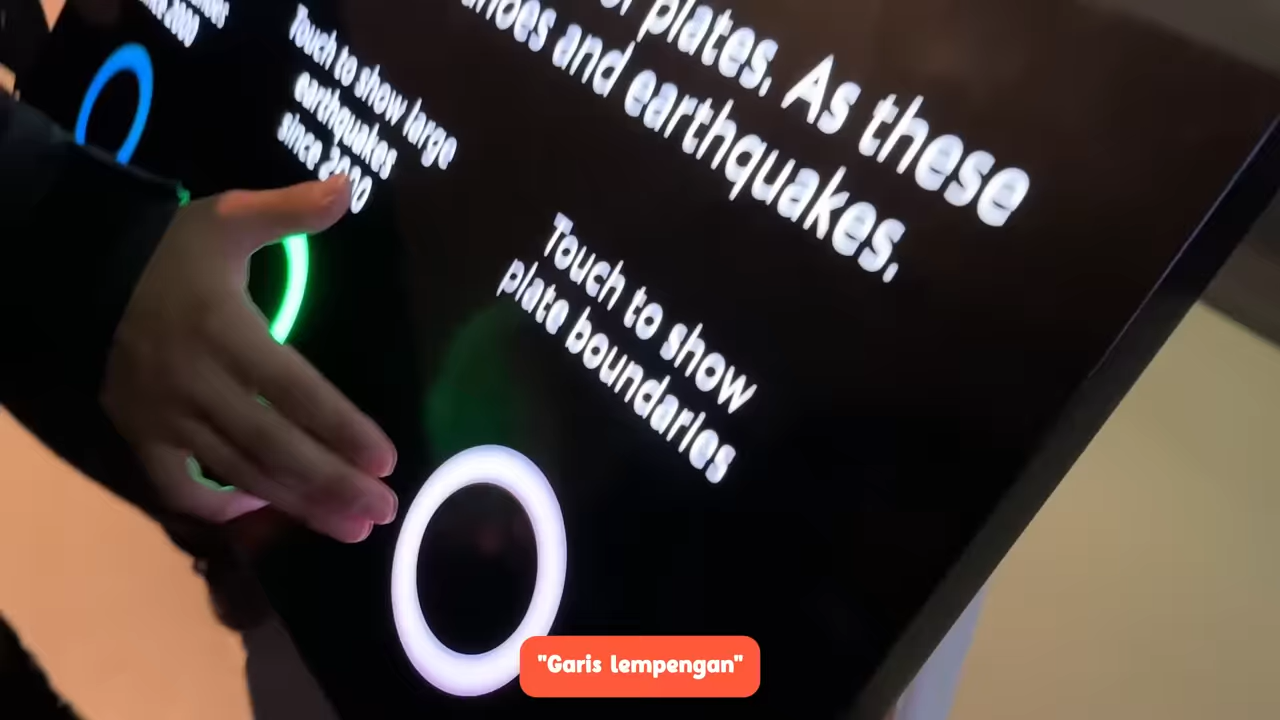 2000
Touch to show large
earthquakes
since 2000
plates. As these
and earthquakes.
Touch to show
plate boundaries
"Garis lempengan"